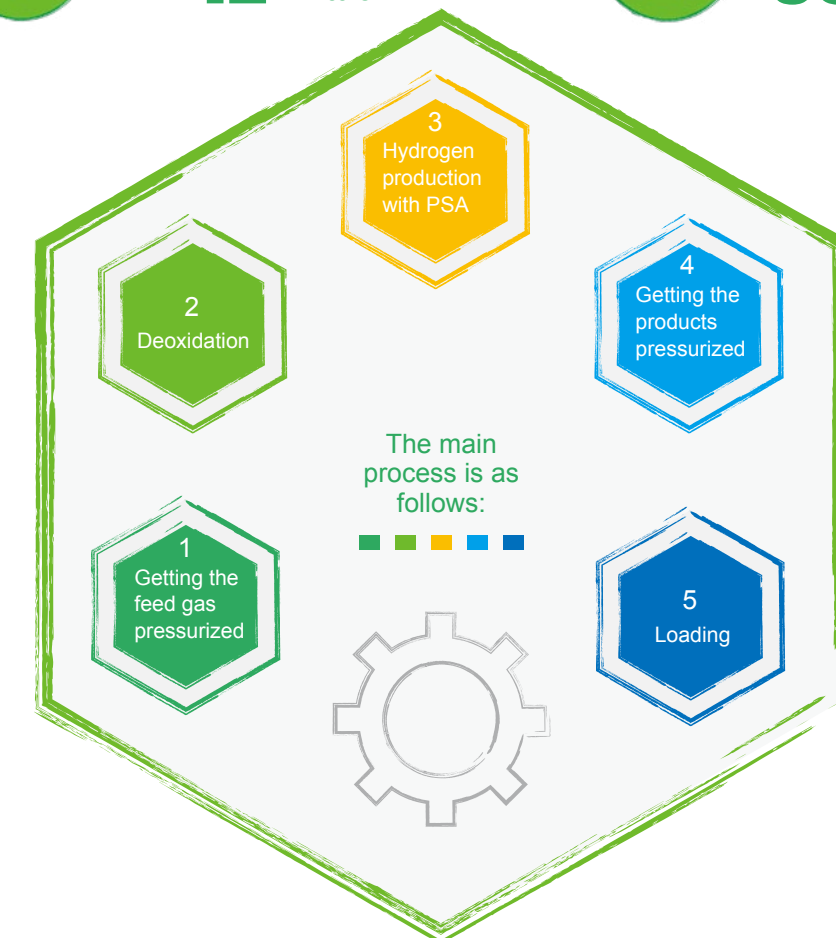 1
Getting the
feed gas
pressurized
2
Deoxidation
3
Hydrogen
production
with PSA
4
Getting the
products
pressurized
5
Loading
The main
process is as
follows: